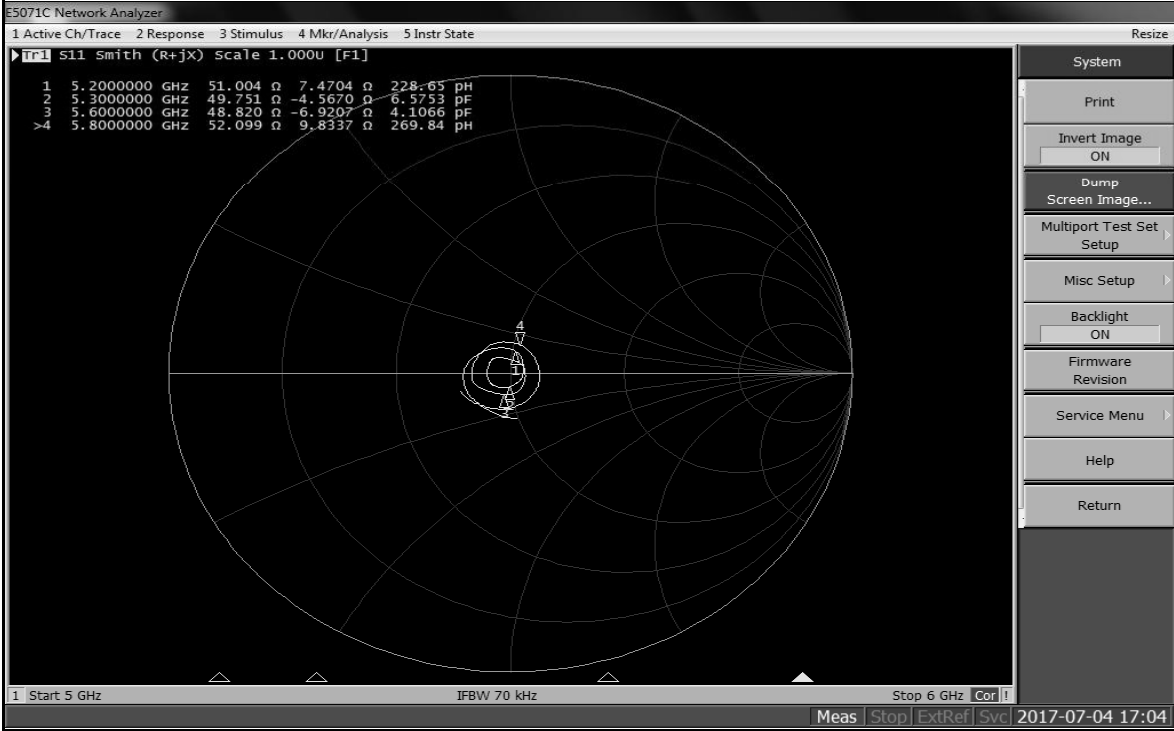 E5071C Network Analyzer
1 Active Ch/Trace 2 Response 3 Stimulus 4 Mkr/Analysis 5 Instr State
Resize
Tr1 S11 Smith (R+jX) Scale 1.000U [F1]
1 5.2000000 GHz 51.004 Ω 7.4704 Ω 228.65 pH
2 5.3000000 GHz 49.751 Ω -4.5670 Ω 6.5753 pF
3 5.6000000 GHz 48.820 Ω -6.9207 Ω 4.1066 pF
>4 5.8000000 GHz 52.099 Ω 9.8337 Ω 269.84 pH
4
1
2
3
1 Start 5 GHz
IFBW 70 kHz
Stop 6 GHz Cor !
System
Print
Invert Image
ON
Dump
Screen Image...
Multiport Test Set
Setup
Misc Setup
Backlight
ON
Firmware
Revision
Service Menu
Help
Return
Meas Stop ExtRef Svc 2017-07-04 17:04